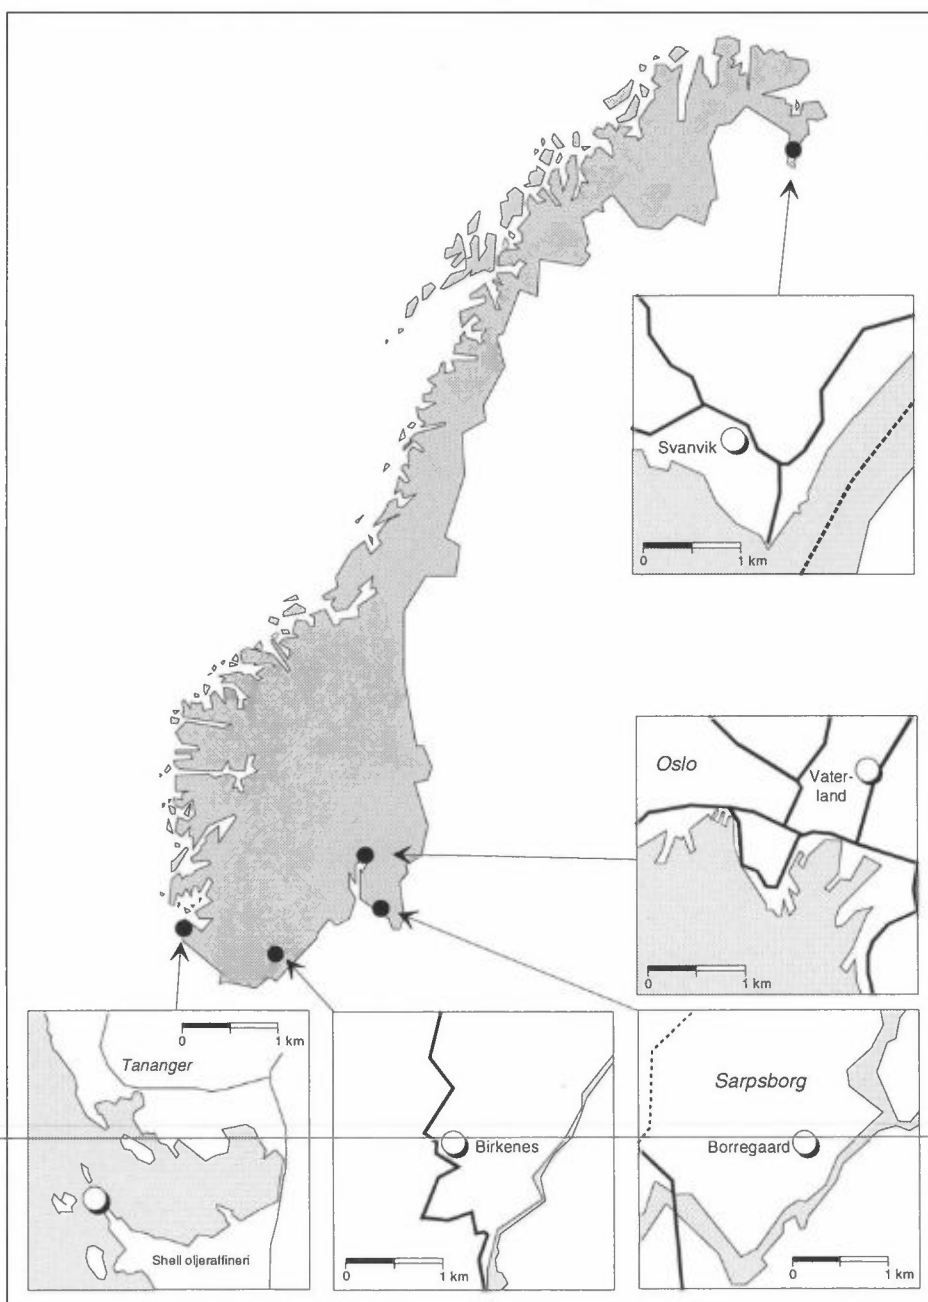 Svanvik
0
1 km
Oslo
Vater-
land
0
1 km
0
1 km
Tananger
Shell oljeraffineri
Birkenes
0
1 km
Sarpsborg
Borregaard
0
1 km